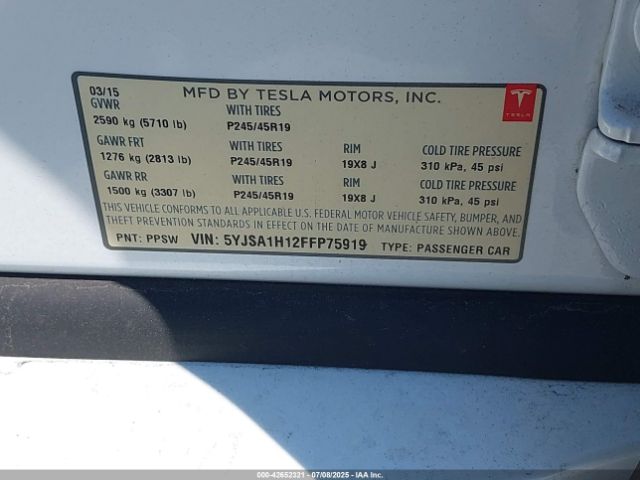 03/15 MFD BY TESLA MOTORS, INC.
GVWR WITH TIRES
2590 kg (5710 lb) P245/45R19
TESLA
GAWR FRT WITH TIRES RIM COLD TIRE PRESSURE
1276 kg (2813 lb) P245/45R19 19X8 J 310 kPa, 45 psi
GAWR RR WITH TIRES RIM COLD TIRE PRESSURE
1500 kg (3307 lb) P245/45R19 19X8 J 310 kPa, 45 psi
THIS VEHICLE CONFORMS TO ALL APPLICABLE U.S. FEDERAL MOTOR VEHICLE SAFETY, BUMPER, AND
THEFT PREVENTION STANDARDS IN EFFECT ON THE DATE OF MANUFACTURE SHOWN ABOVE.
PNT: PPSW VIN: 5YJSA1H12FFP75919 TYPE: PASSENGER CAR
000-42652321 - 07/08/2025 - IAAI, Inc.